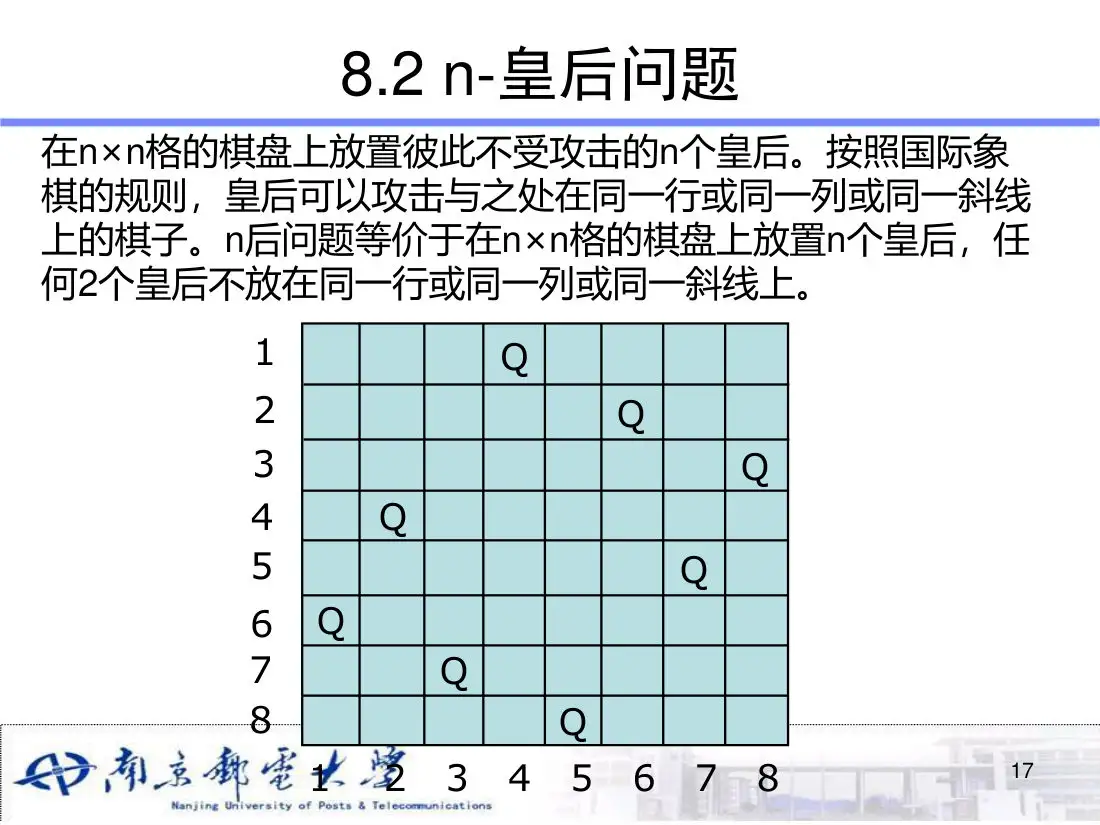 8.2 n-皇后问题
在n×n格的棋盘上放置彼此不受攻击的n个皇后。按照国际象
棋的规则，皇后可以攻击与之处在同一行或同一列或同一斜线
上的棋子。n后问题等价于在n×n格的棋盘上放置n个皇后，任
何2个皇后不放在同一行或同一列或同一斜线上。
1 Q
2 Q
3 Q
4 Q
5 Q
6 Q
7 Q
8 Q
1 2 3 4 5 6 7 8
南京郵電大學
Nanjing University of Posts & Telecommunications
17